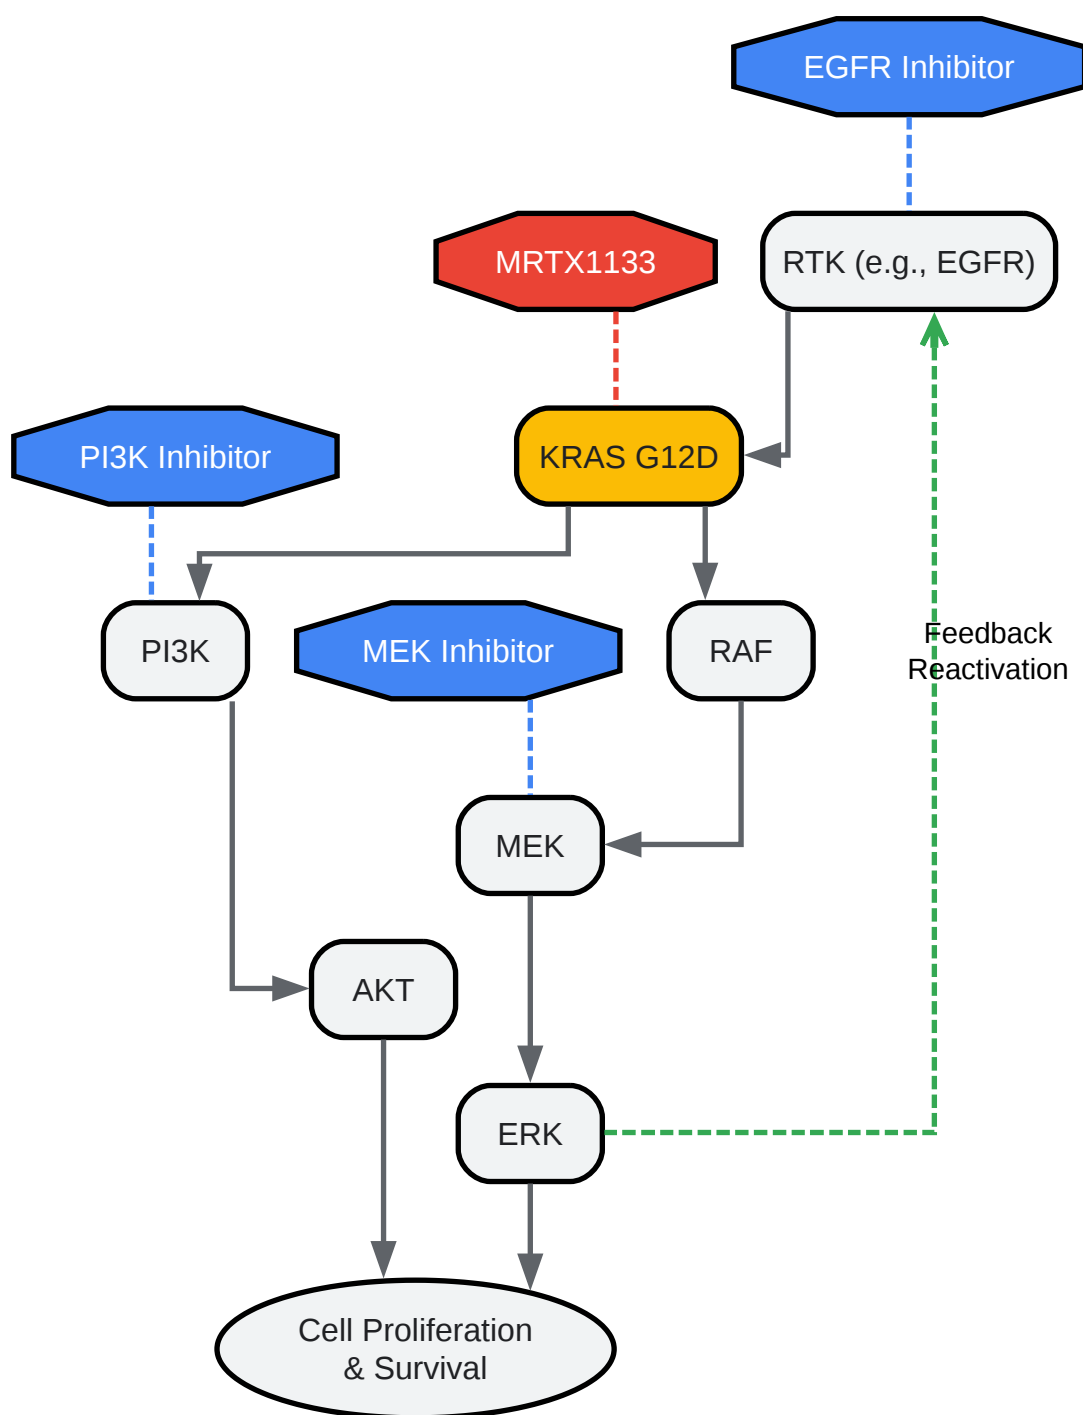 EGFR Inhibitor
MRTX1133
RTK (e.g., EGFR)
PI3K Inhibitor
KRAS G12D
PI3K
MEK Inhibitor
RAF
Feedback
Reactivation
MEK
AKT
ERK
Cell Proliferation
& Survival